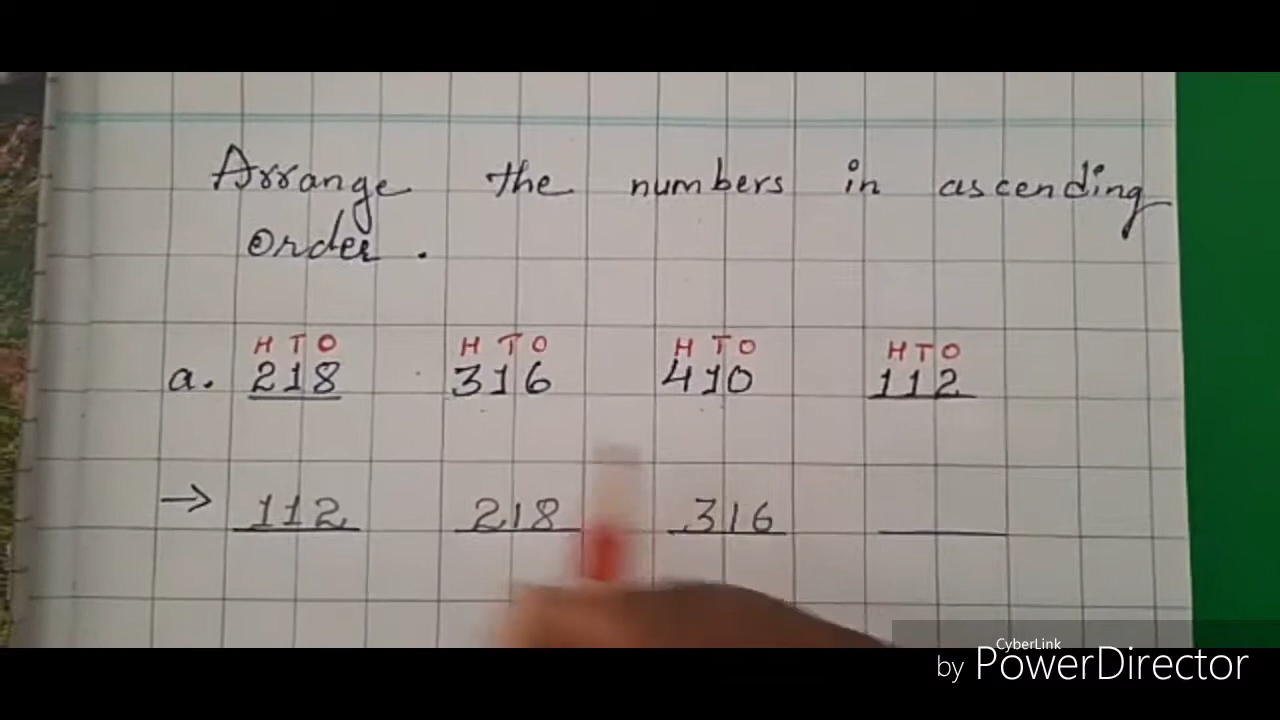 Arrange the numbers in ascending
order.
H T O H T O H T O H T O
a. 218 316 410 112
→ 112 218 316
CyberLink
by PowerDirector